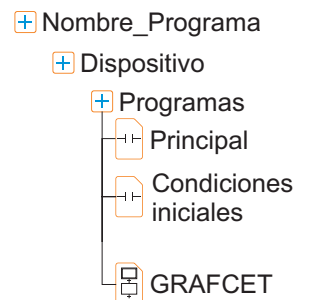 Nombre_Programa
Dispositivo
Programas
Principal
Condiciones
iniciales
GRAFCET